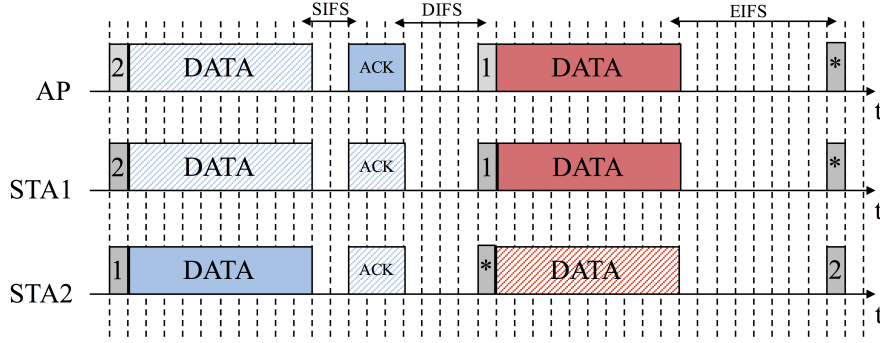 SIFS DIFS EIFS
AP 2 DATA ACK 1 DATA * t
STA1 2 DATA ACK 1 DATA * t
STA2 1 DATA ACK * DATA 2 t